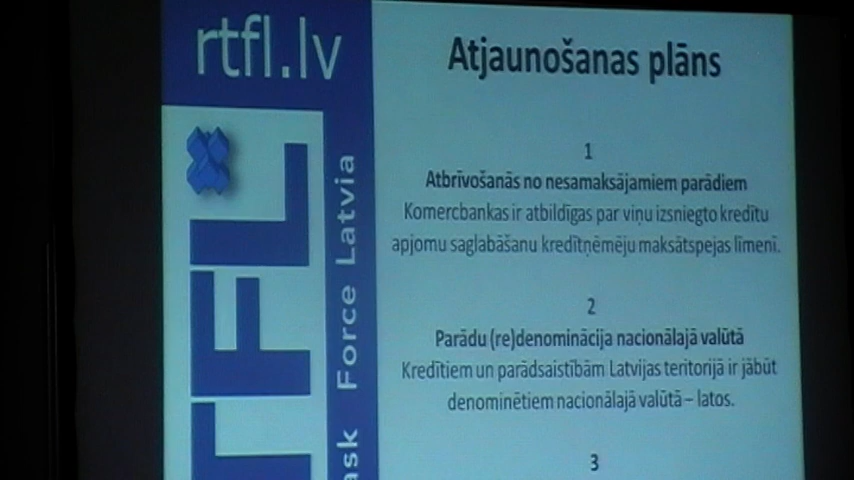 rtfl.lv
TFL
ask Force Latvia
Atjaunošanas plāns
1
Atbrīvošanās no nesamaksājamiem parādiem
Komercbankas ir atbildīgas par viņu izsniegto kredītu
apjomu saglabāšanu kredītņēmēju maksātspejas līmenī.
2
Parādu (re)denominācija nacionālajā valūtā
Kredītiem un parādsaistībām Latvijas teritorijā ir jābūt
denominētiem nacionālajā valūtā – latos.
3